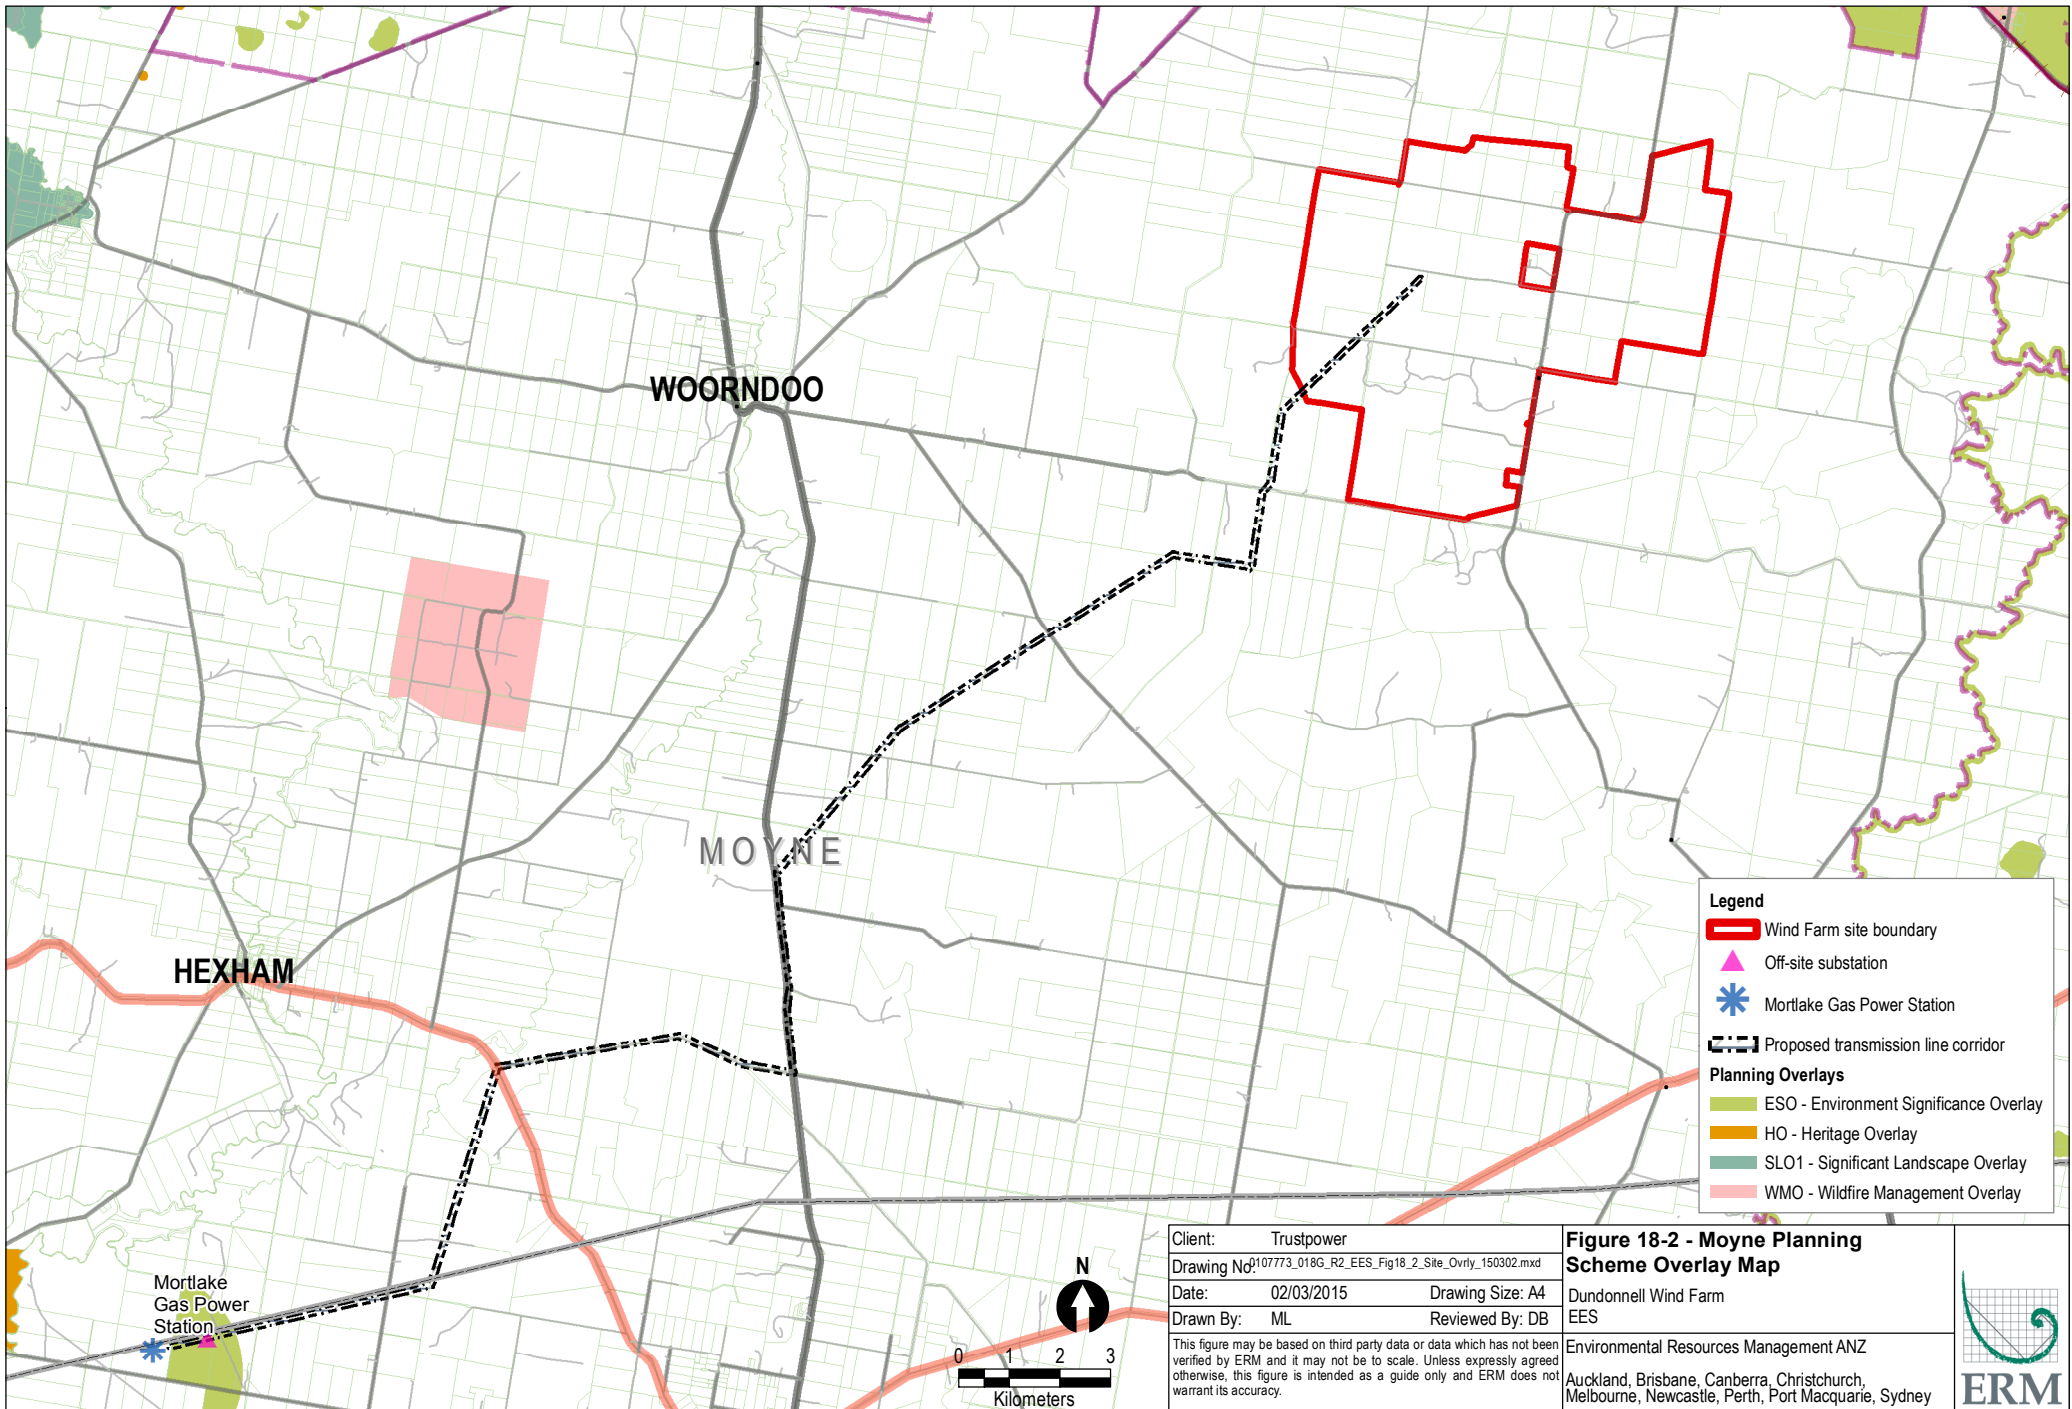 WOORNDOO
MOYNE
HEXHAM
Mortlake
Gas Power
Station
N
0 1 2 3
Kilometers
Legend
Wind Farm site boundary
Off-site substation
Mortlake Gas Power Station
Proposed transmission line corridor
Planning Overlays
ESO - Environment Significance Overlay
HO - Heritage Overlay
SLO1 - Significant Landscape Overlay
WMO - Wildfire Management Overlay
Client: Trustpower
Drawing No: 0107773_018G_R2_EES_Fig18_2_Site_Ovrly_150302.mxd
Date: 02/03/2015 Drawing Size: A4
Drawn By: ML Reviewed By: DB
This figure may be based on third party data or data which has not been
verified by ERM and it may not be to scale. Unless expressly agreed
otherwise, this figure is intended as a guide only and ERM does not
warrant its accuracy.
Figure 18-2 - Moyne Planning
Scheme Overlay Map
Dundonnell Wind Farm
EES
Environmental Resources Management ANZ
Auckland, Brisbane, Canberra, Christchurch,
Melbourne, Newcastle, Perth, Port Macquarie, Sydney
ERM